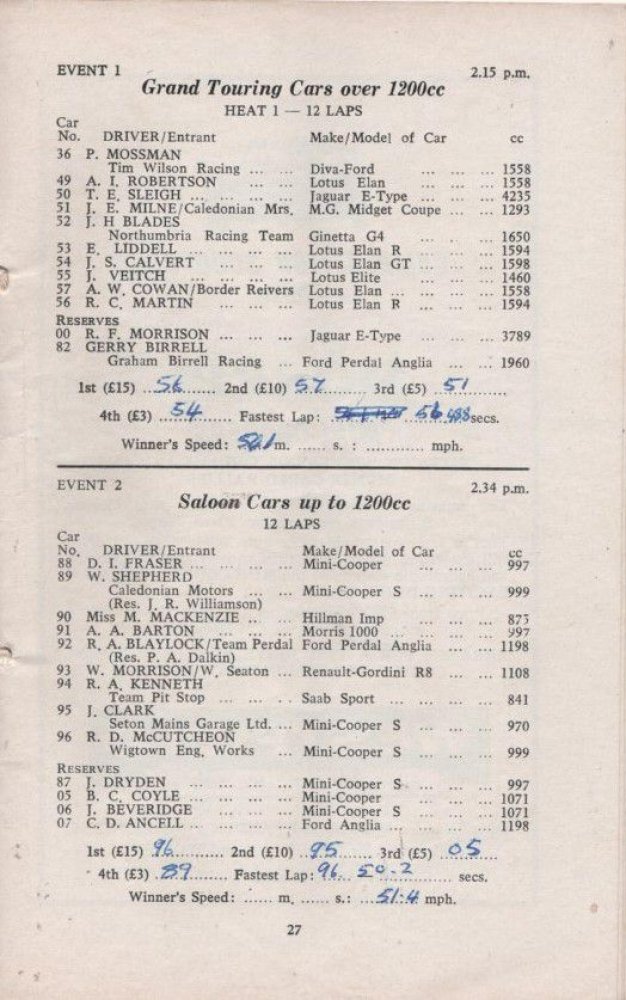 EVENT 1 2.15 p.m.
Grand Touring Cars over 1200cc
HEAT 1 — 12 LAPS
Car
No. DRIVER/Entrant Make/Model of Car cc
36 P. MOSSMAN
Tim Wilson Racing ... ... Diva-Ford ... ... ... 1558
49 A. I. ROBERTSON ... ... Lotus Elan ... ... ... 1558
50 T. E. SLEIGH ... ... ... ... Jaguar E-Type ... ... ... 4235
51 J. E. MILNE/Caledonian Mrs. M.G. Midget Coupe ... ... 1293
52 J. H BLADES
Northumbria Racing Team Ginetta G4 ... . ... 1650
53 E. LIDDELL ... ... ... ... Lotus Elan R ... ... ... 1594
54 J. S. CALVERT ... ... ... Lotus Elan GT ... ... ... 1598
55 J. VEITCH ... ... ... ... Lotus Elite ... ... ... 1460
57 A. W. COWAN/Border Reivers Lotus Elan ... ... ... ... 1558
56 R. C. MARTIN ... ... ... Lotus Elan R ... ... ... 1594
RESERVES
00 R. F. MORRISON ... ... ... Jaguar E-Type ... ... ... 3789
82 GERRY BIRRELL
Graham Birrell Racing ... Ford Perdal Anglia ... ... 1960
1st (£15) ..56....... 2nd (£10) 57.......... 3rd (£5) ..51..........
4th (£3) ....54....... Fastest Lap: 56.488 secs.
Winner's Speed: m. ...... s. : ............ mph.
EVENT 2 2.34 p.m.
Saloon Cars up to 1200cc
12 LAPS
Car
No. DRIVER/Entrant Make/Model of Car cc
88 D. I. FRASER ... ... ... ... Mini-Cooper ... ... ... 997
89 W. SHEPHERD
Caledonian Motors ... ... Mini-Cooper S ... ... ... 999
(Res. J. R. Williamson)
90 Miss M. MACKENZIE ... ... Hillman Imp ... ... ... 875
91 A. A. BARTON ... ... ... Morris 1000 ... ... ... ... 997
92 R. A. BLAYLOCK/Team Perdal Ford Perdal Anglia ... ... 1198
(Res. P. A. Dalkin)
93 W. MORRISON/W. Seaton ... Renault-Gordini R8 ... ... 1108
94 R. A. KENNETH
Team Pit Stop ... ... . . Saab Sport ... ... ... ... 841
95 J. CLARK
Seton Mains Garage Ltd. ... Mini-Cooper S ... ... ... 970
96 R. D. McCUTCHEON
Wigtown Eng. Works ... Mini-Cooper S ... ... ... 999
RESERVES
87 J. DRYDEN ... ... ... ... Mini-Cooper S ... ... ... 997
05 B. C. COYLE ... ... ... ... Mini-Cooper ... ... ... 1071
06 J. BEVERIDGE ... ... ... Mini-Cooper S ... ... ... 1071
07 C. D. ANCELL ... ... ... ... Ford Anglia ... ... ... ... 1198
1st (£15) .96........... 2nd (£10) ..95....... 3rd (£5) ..05.......
4th (£3) .89........ Fastest Lap: 96. 50.2 ......... secs.
Winner's Speed: ...... m. ...... s.: ...51.4. mph.
27